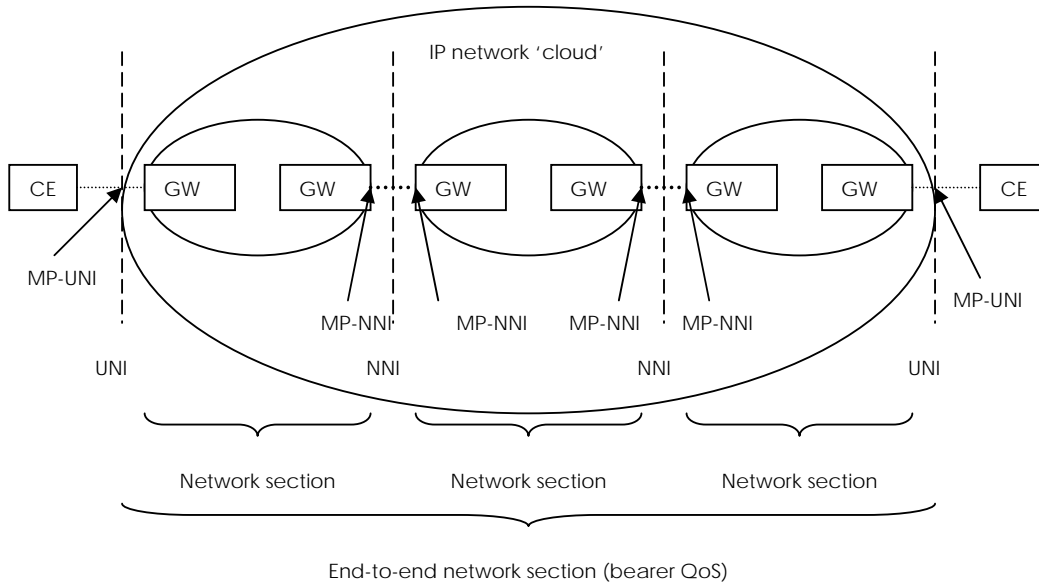 IP network ‘cloud’
CE GW GW GW GW GW GW CE
MP-UNI MP-UNI
MP-NNI MP-NNI MP-NNI MP-NNI
UNI NNI NNI UNI
Network section Network section Network section
End-to-end network section (bearer QoS)